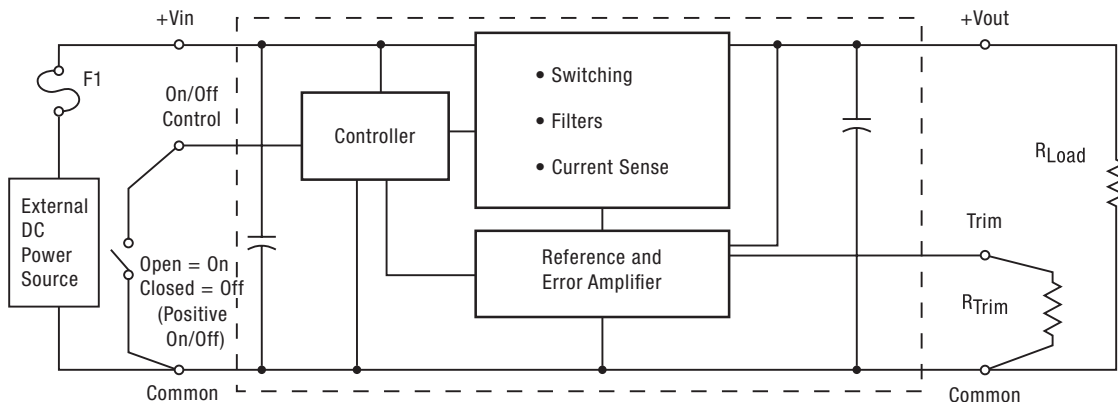 +Vin
F1
On/Off
Control
External
DC
Power
Source
Open = On
Closed = Off
(Positive
On/Off)
Common
Controller
• Switching
• Filters
• Current Sense
Reference and
Error Amplifier
+Vout
RLoad
Trim
RTrim
Common